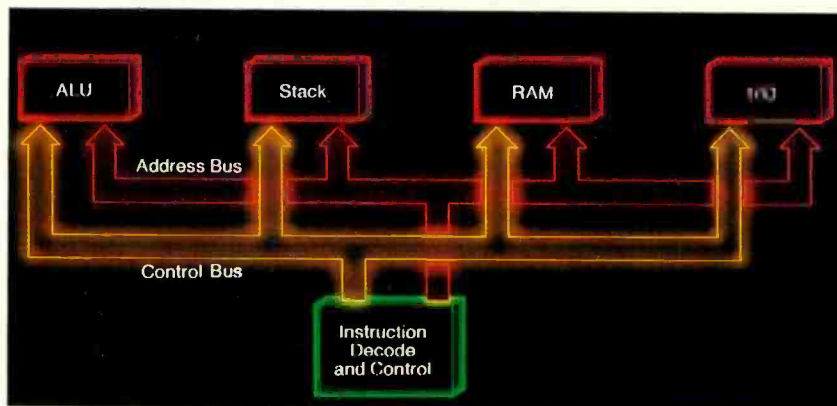 ALU
Stack
RAM
Address Bus
Control Bus
Instruction
Decode
and Control